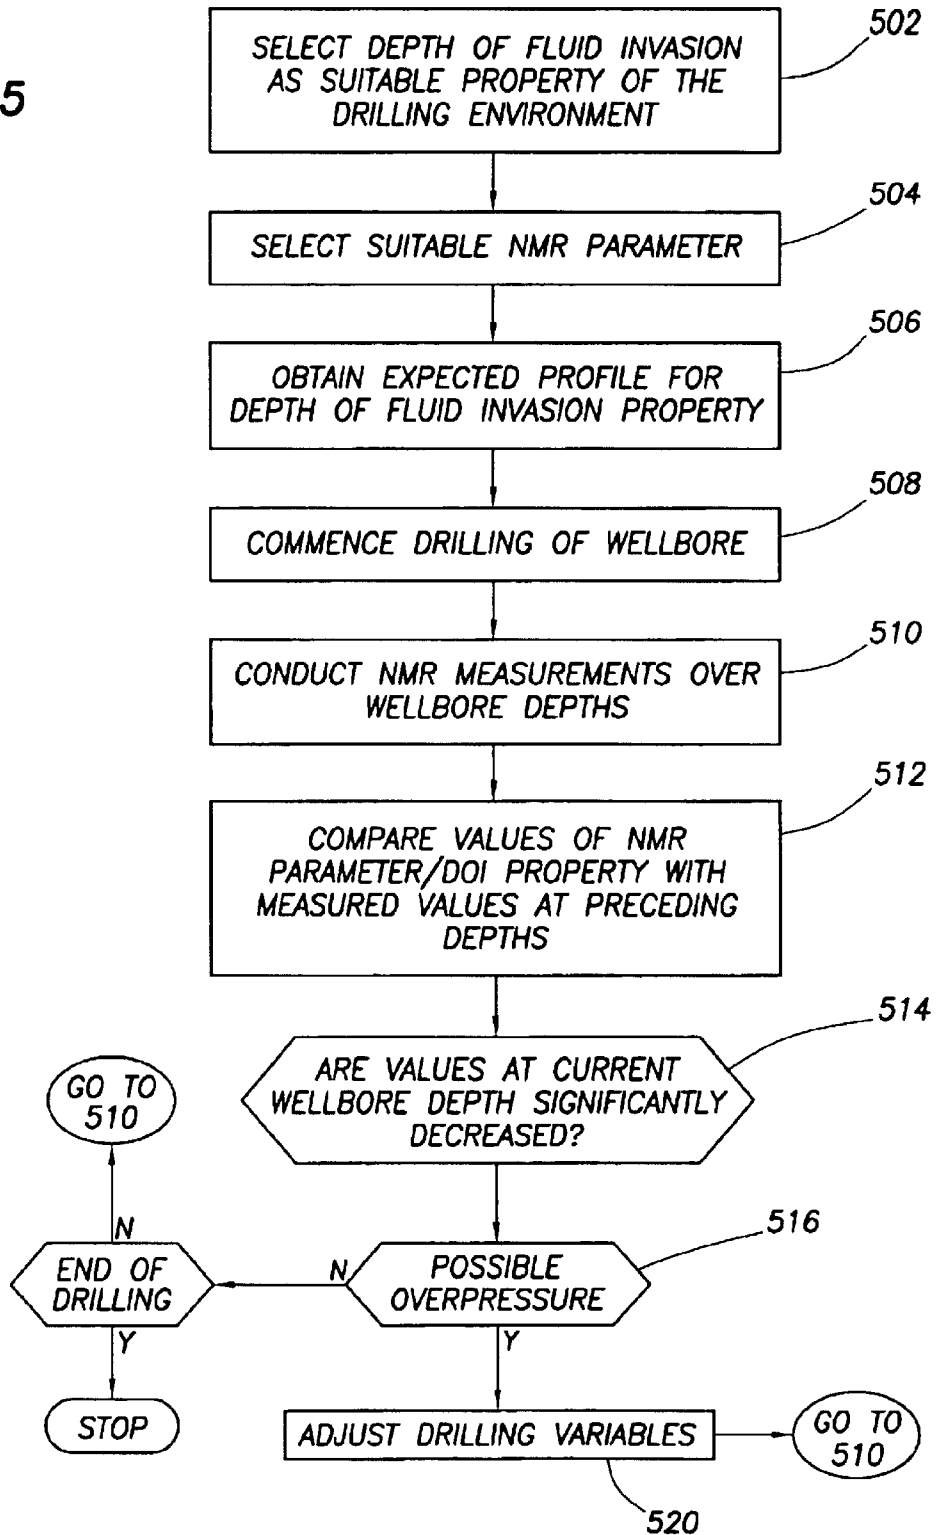 5
SELECT DEPTH OF FLUID INVASION
AS SUITABLE PROPERTY OF THE
DRILLING ENVIRONMENT
502
SELECT SUITABLE NMR PARAMETER
504
OBTAIN EXPECTED PROFILE FOR
DEPTH OF FLUID INVASION PROPERTY
506
COMMENCE DRILLING OF WELLBORE
508
CONDUCT NMR MEASUREMENTS OVER
WELLBORE DEPTHS
510
COMPARE VALUES OF NMR
PARAMETER/DOI PROPERTY WITH
MEASURED VALUES AT PRECEDING
DEPTHS
512
ARE VALUES AT CURRENT
WELLBORE DEPTH SIGNIFICANTLY
DECREASED?
514
POSSIBLE
OVERPRESSURE
516
N
END OF
DRILLING
N
GO TO
510
Y
STOP
Y
ADJUST DRILLING VARIABLES
520
GO TO
510